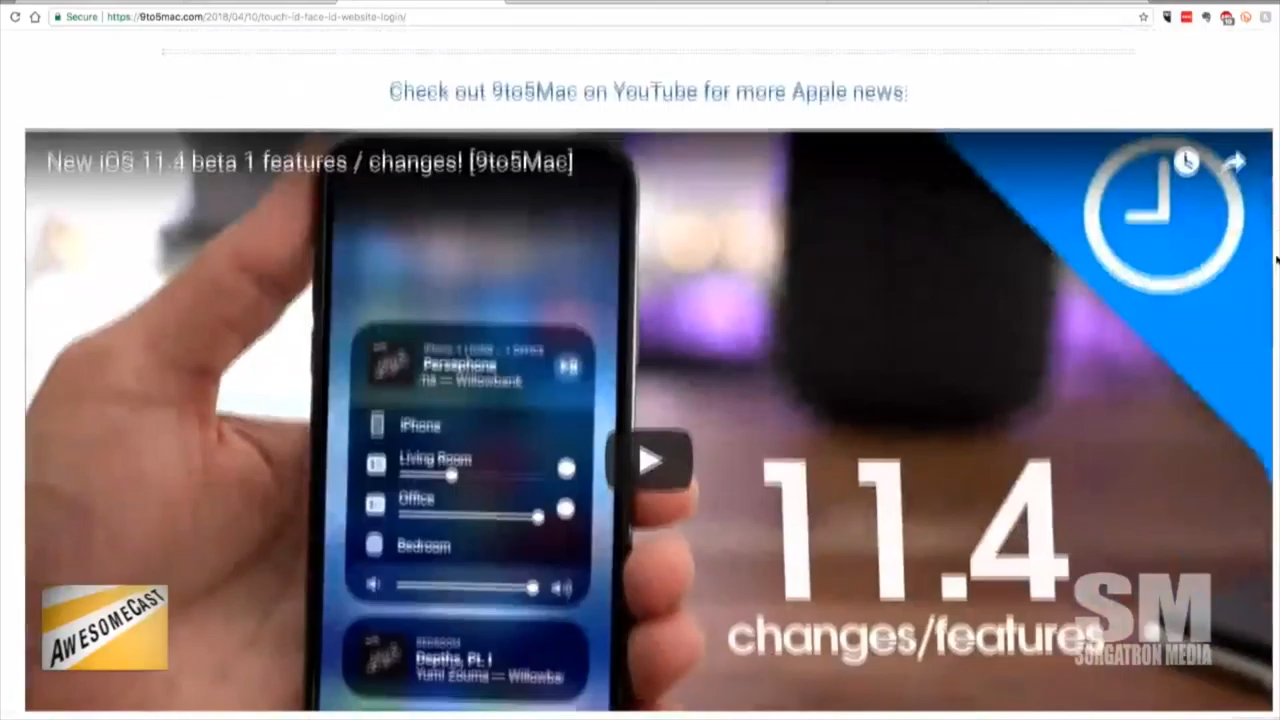 Secure | https://9to5mac.com/2018/04/10/touch-id-face-id-website-login/
Check out 9to5Mac on YouTube for more Apple news:
New iOS 11.4 beta 1 features / changes! [9to5Mac]
Persephone
iPhone
Living Room
Office
Bedroom
Depths, Pt. I
11.4
changes/features
AWESOMECAST
SM
SORGATRON MEDIA